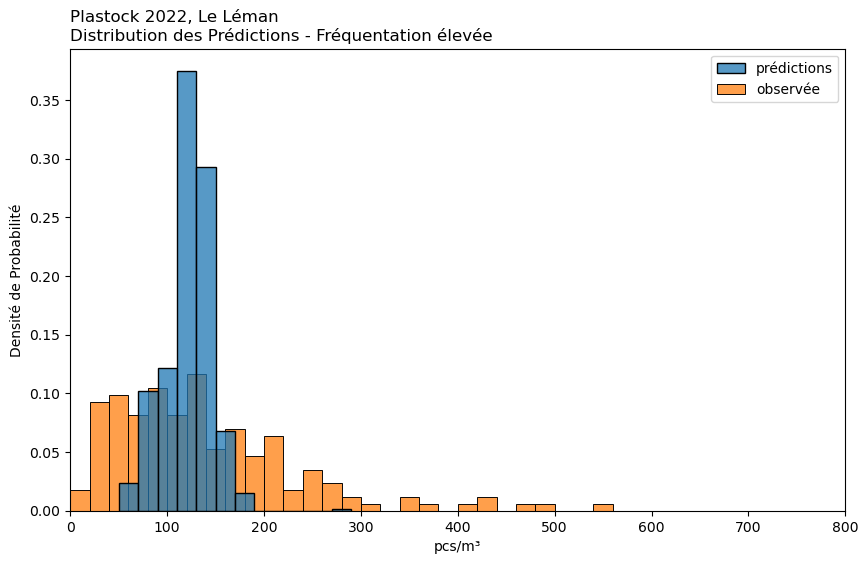 Plastock 2022, Le Léman
Distribution des Prédictions - Fréquentation élevée
prédictions
observée
Densité de Probabilité
0.35
0.30
0.25
0.20
0.15
0.10
0.05
0.00
0 100 200 300 400 500 600 700 800
pcs/m³